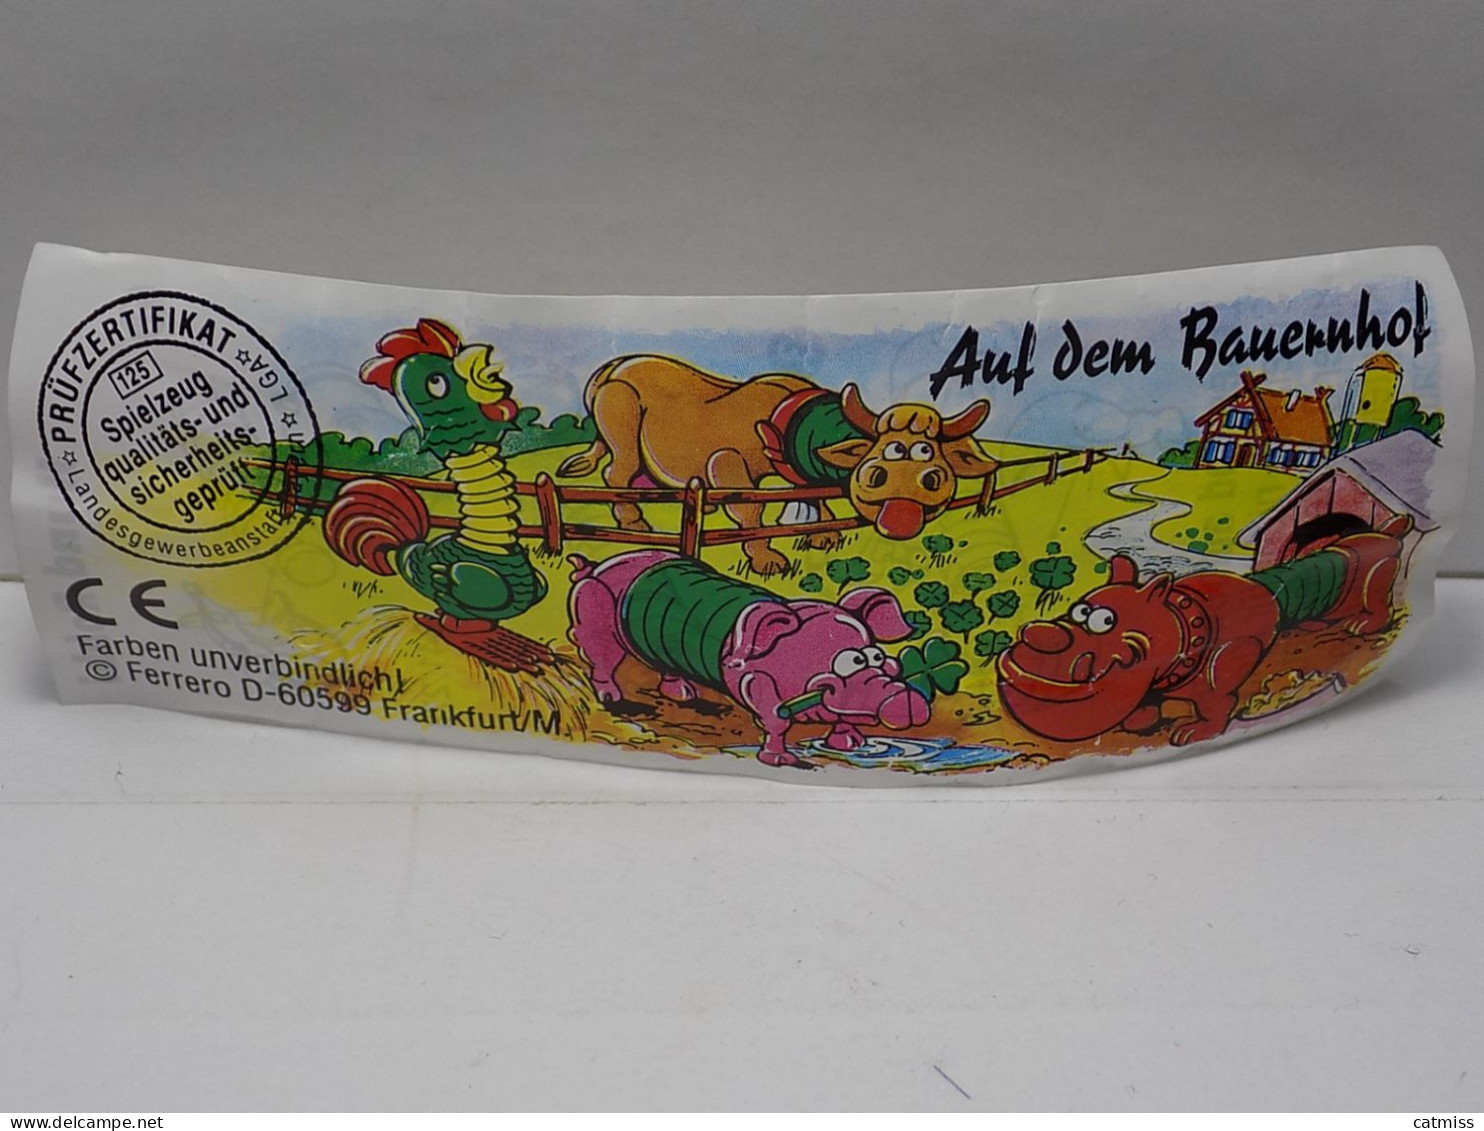 PRÜFZERTIFIKAT
LGA
Landesgewerbeanstalt
125
Spielzeug
qualitäts- und
sicherheits-
geprüft
Auf dem Bauernhof
CE
Farben unverbindlich!
© Ferrero D-60599 Frankfurt/M.
www.delcampe.net
catmiss